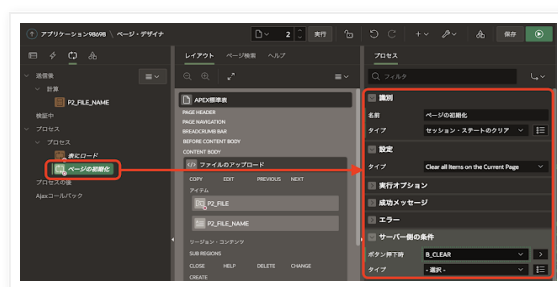 アプリケーション98698 \ ページ・デザイナ
2
実行
保存
送信後
計算
P2_FILE_NAME
検証中
プロセス
プロセス
表にロード
ページの初期化
プロセスの後
Ajaxコールバック
レイアウト ページ検索 ヘルプ
APEX標準表
PAGE HEADER
PAGE NAVIGATION
BREADCRUMB BAR
BEFORE CONTENT BODY
CONTENT BODY
ファイルのアップロード
COPY EDIT PREVIOUS NEXT
アイテム
P2_FILE
P2_FILE_NAME
リージョン・コンテンツ
SUB REGIONS
CLOSE HELP DELETE CHANGE
CREATE
プロセス
フィルタ
識別
名前 ページの初期化
タイプ セッション・ステートのクリア
設定
タイプ Clear all Items on the Current Page
実行オプション
成功メッセージ
エラー
サーバー側の条件
ボタン押下時 B_CLEAR
タイプ - 選択 -